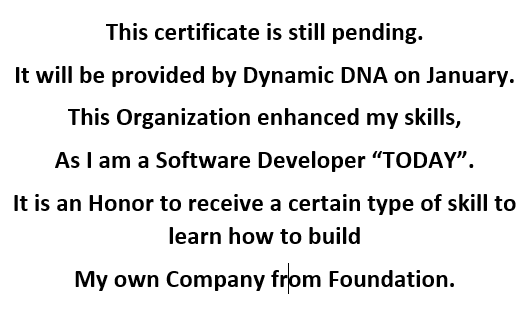 This certificate is still pending.
It will be provided by Dynamic DNA on January.
This Organization enhanced my skills,
As I am a Software Developer “TODAY”.
It is an Honor to receive a certain type of skill to
learn how to build
My own Company from Foundation.